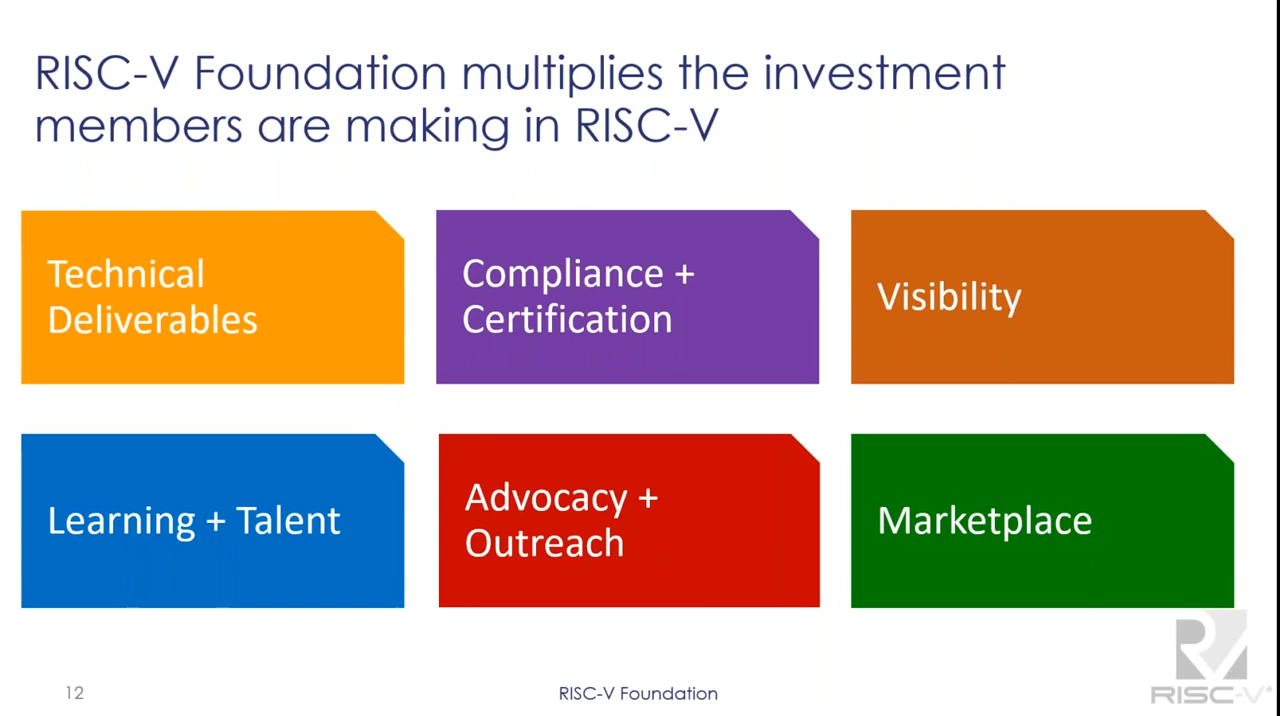 RISC-V Foundation multiplies the investment
members are making in RISC-V
Technical
Deliverables
Compliance +
Certification
Visibility
Learning + Talent
Advocacy +
Outreach
Marketplace
12
RISC-V Foundation
RISC-V®